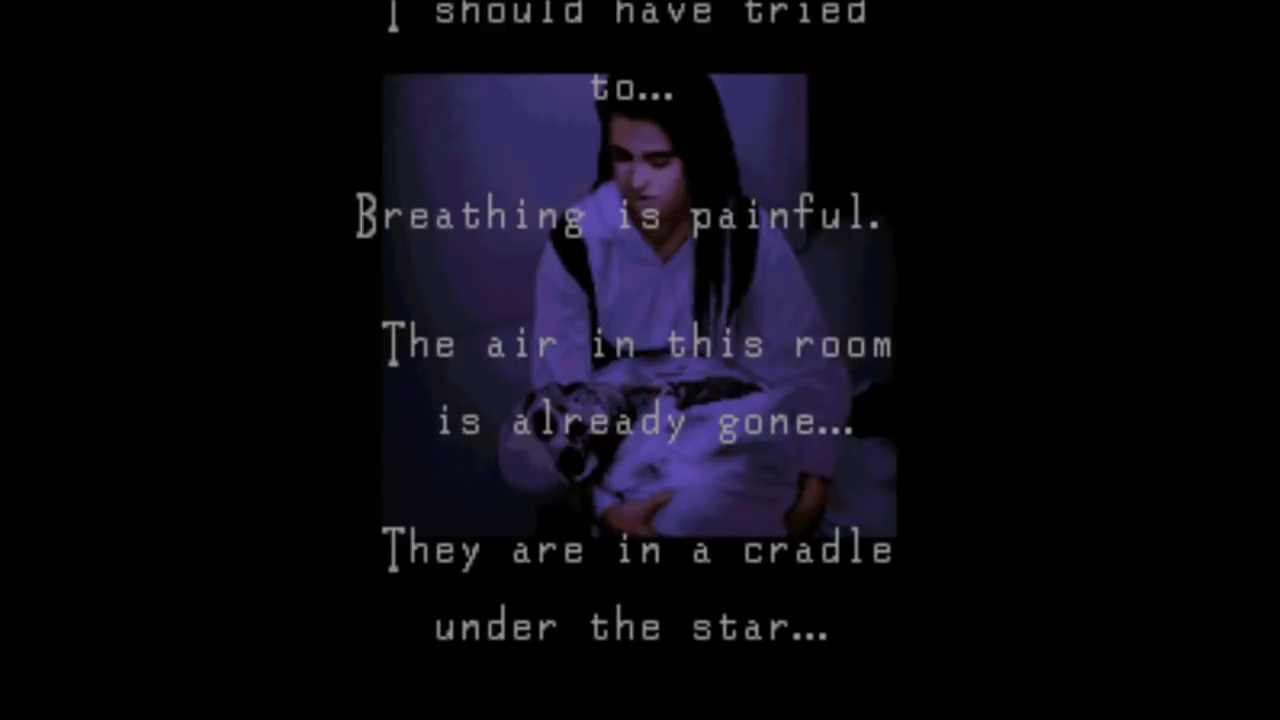 I should have tried
to...
Breathing is painful.
The air in this room
is already gone...
They are in a cradle
under the star...